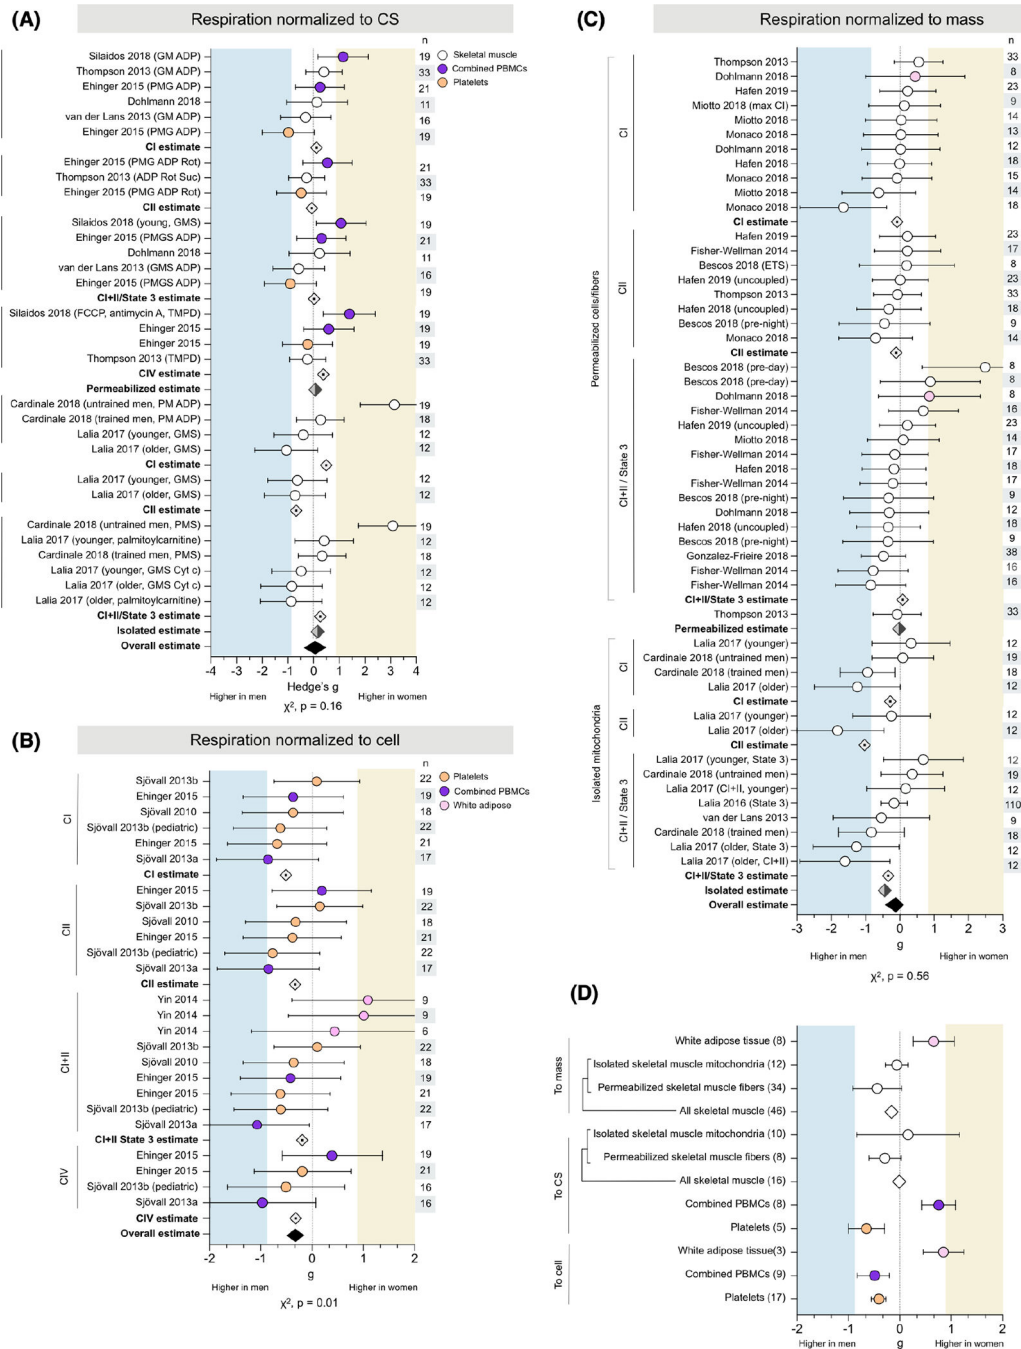 (A)
Respiration normalized to CS
n
Silaidos 2018 (GM ADP) 19
Thompson 2013 (GM ADP) 33
Ehinger 2015 (PMG ADP) 21
Dohlmann 2018 11
van der Lans 2013 (GM ADP) 16
Ehinger 2015 (PMG ADP) 19
CI estimate
Ehinger 2015 (PMG ADP Rot) 21
Thompson 2013 (ADP Rot Suc) 33
Ehinger 2015 (PMG ADP Rot) 19
CII estimate
Silaidos 2018 (young, GMS) 19
Ehinger 2015 (PMGS ADP) 21
Dohlmann 2018 11
van der Lans 2013 (GMS ADP) 16
Ehinger 2015 (PMGS ADP) 19
CI+II/State 3 estimate
Silaidos 2018 (FCCP, antimycin A, TMPD) 19
Ehinger 2015 19
Ehinger 2015 19
Thompson 2013 (TMPD) 33
CIV estimate
Permeabilized estimate
Cardinale 2018 (untrained men, PM ADP) 19
Cardinale 2018 (trained men, PM ADP) 18
Lalia 2017 (younger, GMS) 12
Lalia 2017 (older, GMS) 12
CI estimate
Lalia 2017 (younger, GMS) 12
Lalia 2017 (older, GMS) 12
CII estimate
Cardinale 2018 (untrained men, PMS) 19
Lalia 2017 (younger, palmitoylcarnitine) 12
Cardinale 2018 (trained men, PMS) 18
Lalia 2017 (younger, GMS Cyt c) 12
Lalia 2017 (older, GMS Cyt c) 12
Lalia 2017 (older, palmitoylcarnitine) 12
CI+II/State 3 estimate
Isolated estimate
Overall estimate
-4 -3 -2 -1 0 1 2 3 4
Higher in men Hedge's g Higher in women
χ², p = 0.16
Skeletal muscle
Combined PBMCs
Platelets
(B)
Respiration normalized to cell
n
CI
Sjövall 2013b 22
Ehinger 2015 19
Sjövall 2010 18
Sjövall 2013b (pediatric) 22
Ehinger 2015 21
Sjövall 2013a 17
CI estimate
CII
Ehinger 2015 19
Sjövall 2013b 22
Sjövall 2010 18
Ehinger 2015 21
Sjövall 2013b (pediatric) 22
Sjövall 2013a 17
CII estimate
CI+II
Yin 2014 9
Yin 2014 9
Yin 2014 6
Sjövall 2013b 22
Sjövall 2010 18
Ehinger 2015 19
Ehinger 2015 21
Sjövall 2013b (pediatric) 22
Sjövall 2013a 17
CI+II State 3 estimate
CIV
Ehinger 2015 19
Ehinger 2015 21
Sjövall 2013b (pediatric) 16
Sjövall 2013a 16
CIV estimate
Overall estimate
-2 -1 0 1 2
Higher in men g Higher in women
χ², p = 0.01
Platelets
Combined PBMCs
White adipose
(C)
Respiration normalized to mass
n
Permeabilized cells/fibers
CI
Thompson 2013 33
Dohlmann 2018 8
Hafen 2019 23
Miotto 2018 (max CI) 9
Miotto 2018 14
Monaco 2018 13
Dohlmann 2018 12
Hafen 2018 18
Monaco 2018 15
Miotto 2018 14
Monaco 2018 18
CI estimate
CII
Hafen 2019 23
Fisher-Wellman 2014 17
Bescos 2018 (ETS) 8
Hafen 2019 (uncoupled) 23
Thompson 2013 33
Hafen 2018 (uncoupled) 18
Bescos 2018 (pre-night) 9
Monaco 2018 14
CII estimate
CI+II / State 3
Bescos 2018 (pre-day) 8
Bescos 2018 (pre-day) 8
Dohlmann 2018 8
Fisher-Wellman 2014 16
Hafen 2019 (uncoupled) 23
Miotto 2018 14
Fisher-Wellman 2014 17
Hafen 2018 18
Fisher-Wellman 2014 17
Bescos 2018 (pre-night) 9
Dohlmann 2018 12
Hafen 2018 (uncoupled) 18
Bescos 2018 (pre-night) 9
Gonzalez-Frieire 2018 38
Fisher-Wellman 2014 16
Fisher-Wellman 2014 16
CI+II/State 3 estimate
Thompson 2013 33
Permeabilized estimate
Isolated mitochondria
CI
Lalia 2017 (younger) 12
Cardinale 2018 (untrained men) 19
Cardinale 2018 (trained men) 18
Lalia 2017 (older) 12
CI estimate
CII
Lalia 2017 (younger) 12
Lalia 2017 (older) 12
CII estimate
CI+II / State 3
Lalia 2017 (younger, State 3) 12
Cardinale 2018 (untrained men) 19
Lalia 2017 (CI+II, younger) 12
Lalia 2016 (State 3) 110
van der Lans 2013 9
Cardinale 2018 (trained men) 18
Lalia 2017 (older, State 3) 12
Lalia 2017 (older, CI+II) 12
CI+II/State 3 estimate
Isolated estimate
Overall estimate
-3 -2 -1 0 1 2 3
Higher in men g Higher in women
χ², p = 0.56
(D)
To mass
White adipose tissue (8)
Isolated skeletal muscle mitochondria (12)
Permeabilized skeletal muscle fibers (34)
All skeletal muscle (46)
To CS
Isolated skeletal muscle mitochondria (10)
Permeabilized skeletal muscle fibers (8)
All skeletal muscle (16)
Combined PBMCs (8)
Platelets (5)
To cell
White adipose tissue(3)
Combined PBMCs (9)
Platelets (17)
-2 -1 0 1 2
Higher in men g Higher in women